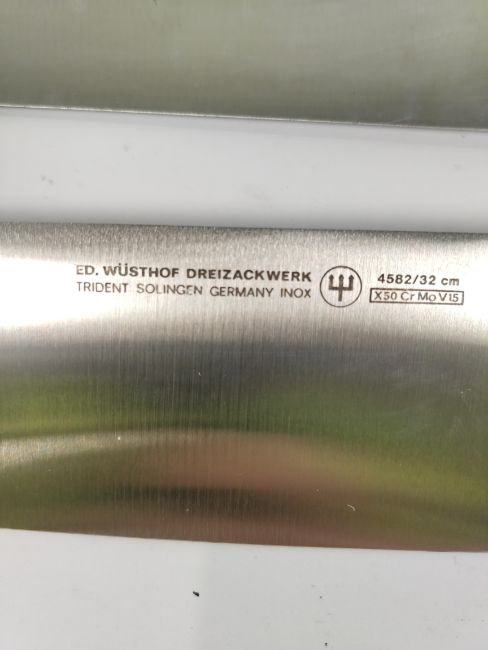 ED. WÜSTHOF DREIZACKWERK
TRIDENT SOLINGEN GERMANY INOX
4582/32 cm
X50 Cr Mo V15